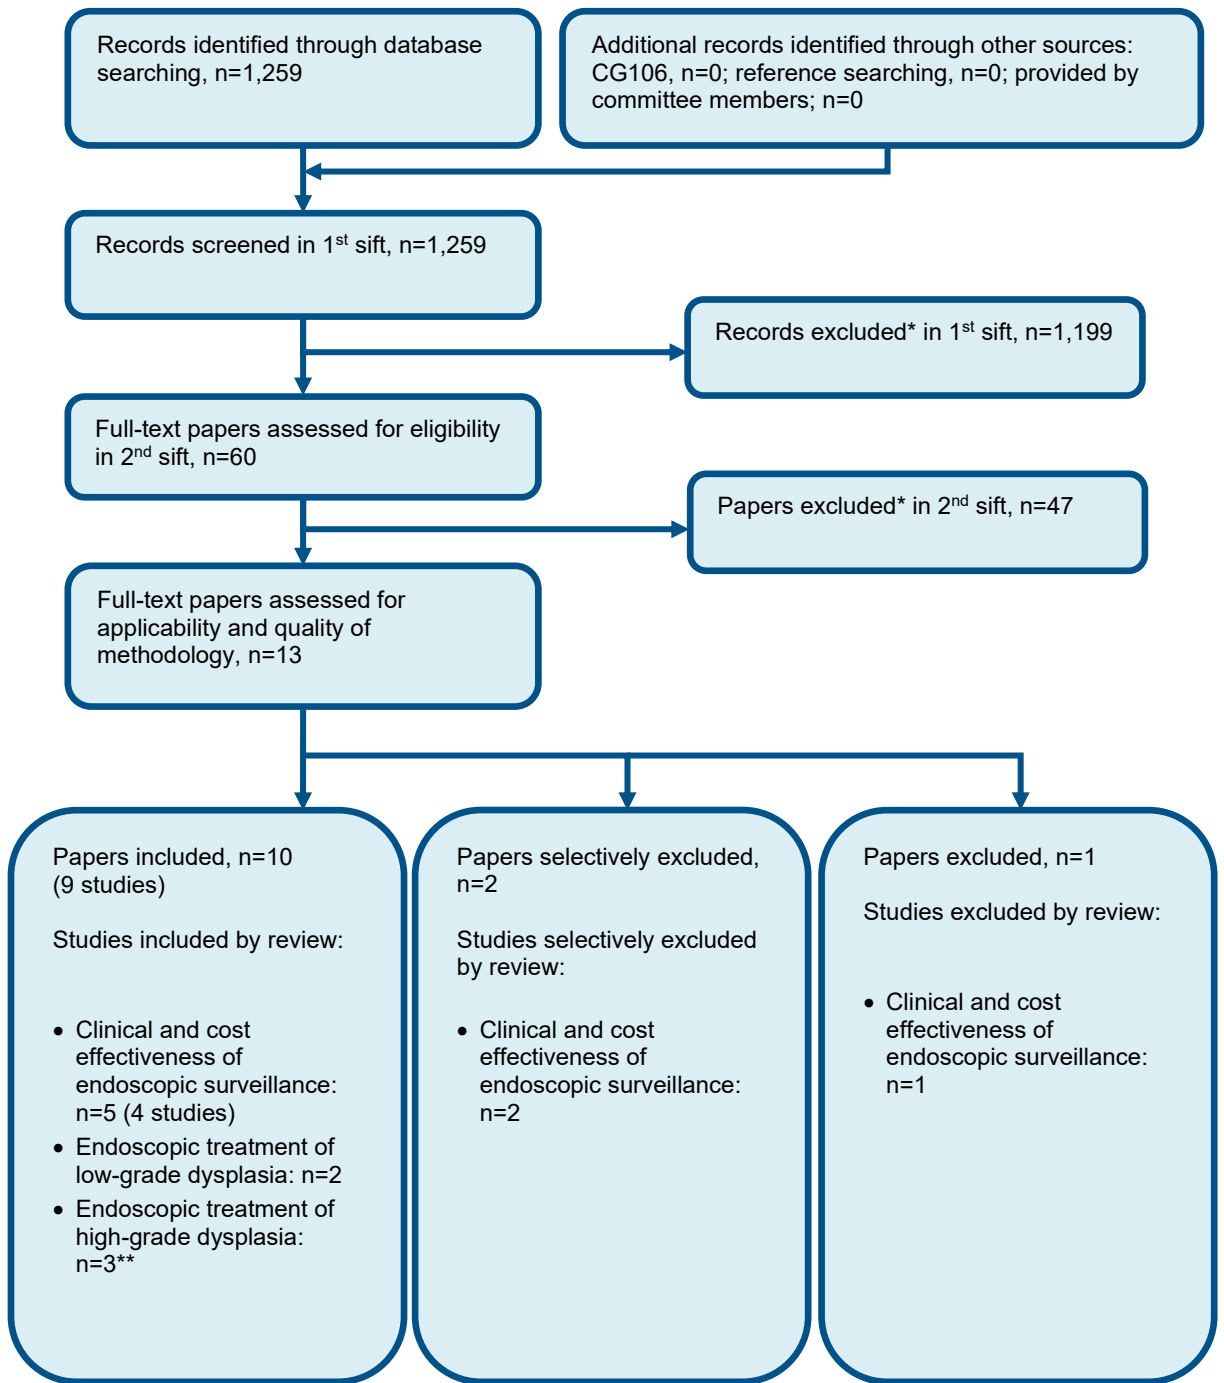 Records identified through database
searching, n=1,259
Additional records identified through other sources:
CG106, n=0; reference searching, n=0; provided by
committee members; n=0
Records screened in 1st sift, n=1,259
Records excluded* in 1st sift, n=1,199
Full-text papers assessed for eligibility
in 2nd sift, n=60
Papers excluded* in 2nd sift, n=47
Full-text papers assessed for
applicability and quality of
methodology, n=13
Papers included, n=10
(9 studies)
Studies included by review:
• Clinical and cost
effectiveness of
endoscopic surveillance:
n=5 (4 studies)
• Endoscopic treatment of
low-grade dysplasia: n=2
• Endoscopic treatment of
high-grade dysplasia:
n=3**
Papers selectively excluded,
n=2
Studies selectively excluded
by review:
• Clinical and cost
effectiveness of
endoscopic surveillance:
n=2
Papers excluded, n=1
Studies excluded by review:
• Clinical and cost
effectiveness of
endoscopic surveillance:
n=1